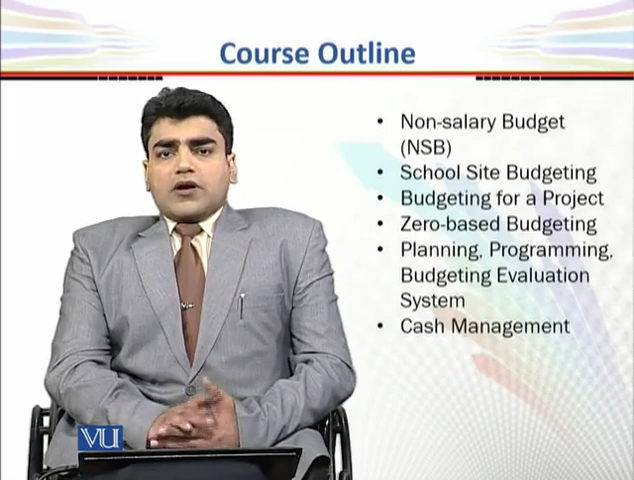 Course Outline
• Non-salary Budget
(NSB)
• School Site Budgeting
• Budgeting for a Project
• Zero-based Budgeting
• Planning, Programming,
Budgeting Evaluation
System
• Cash Management
VU